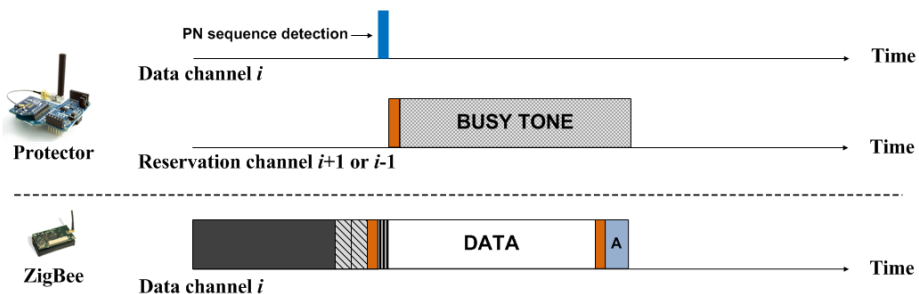 PN sequence detection
Time
Data channel i
BUSY TONE
Protector
Reservation channel i+1 or i-1
Time
DATA
A
ZigBee
Data channel i
Time